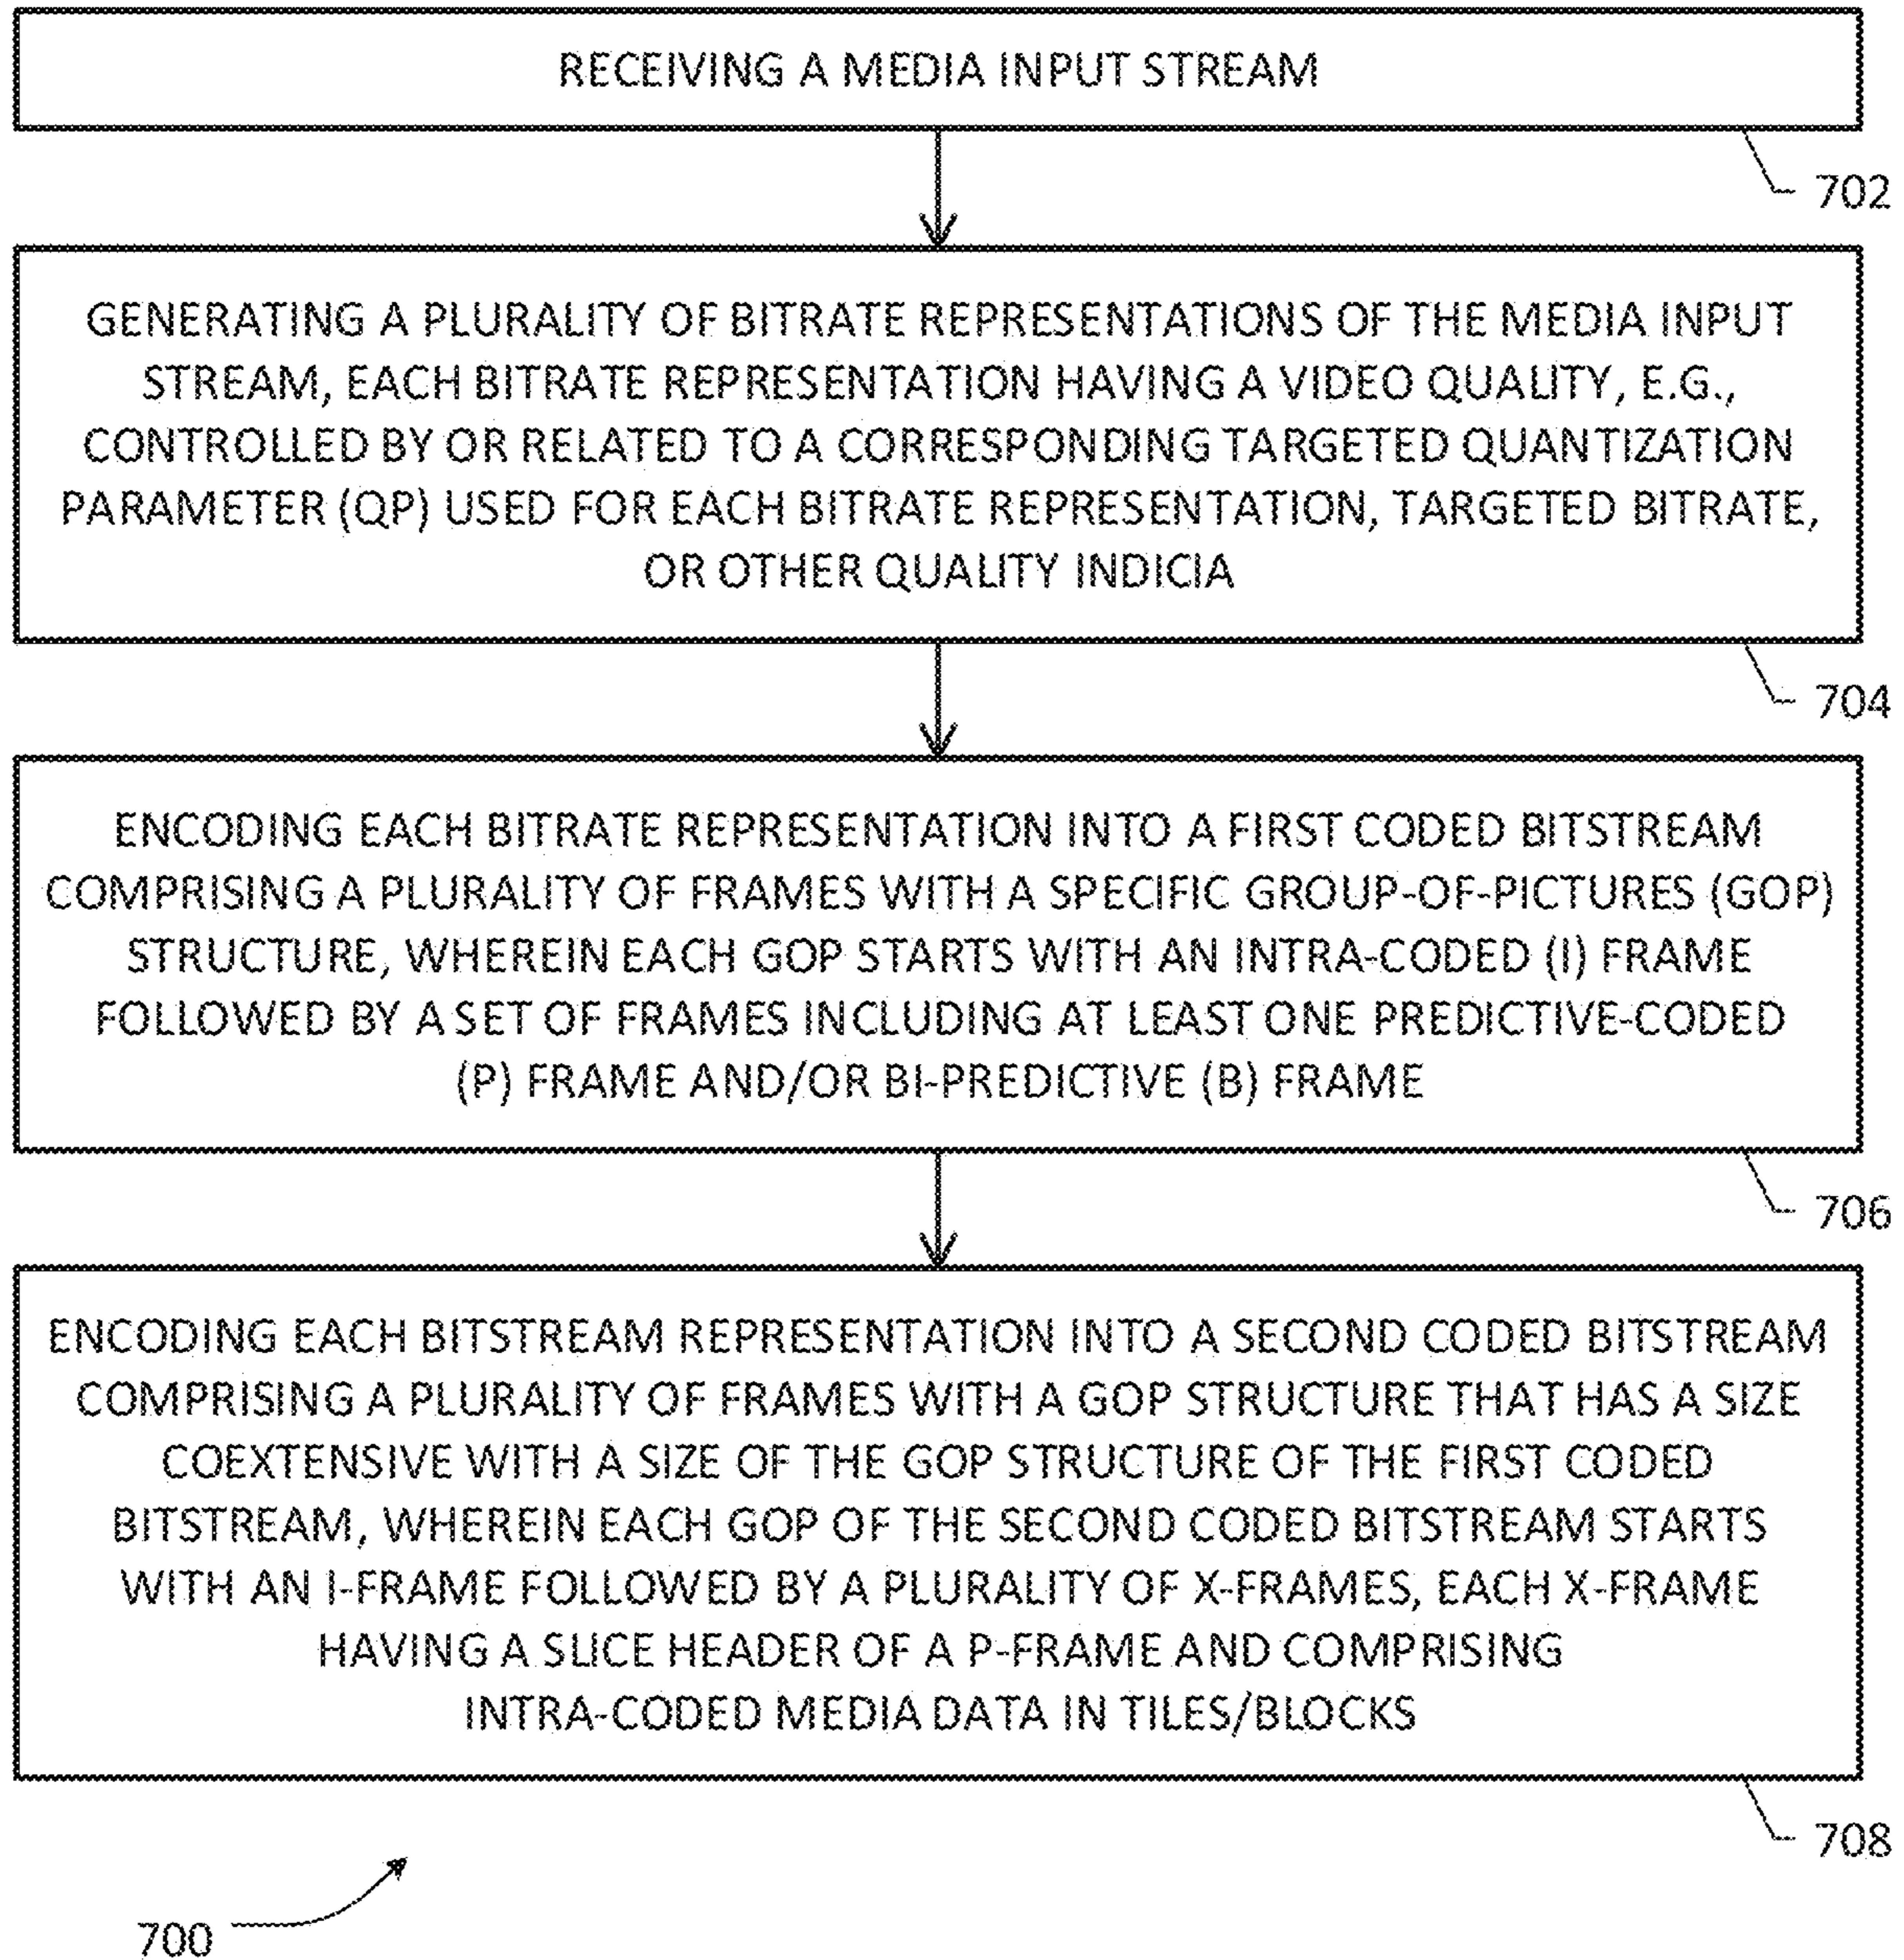 RECEIVING A MEDIA INPUT STREAM
702
GENERATING A PLURALITY OF BITRATE REPRESENTATIONS OF THE MEDIA INPUT
STREAM, EACH BITRATE REPRESENTATION HAVING A VIDEO QUALITY, E.G.,
CONTROLLED BY OR RELATED TO A CORRESPONDING TARGETED QUANTIZATION
PARAMETER (QP) USED FOR EACH BITRATE REPRESENTATION, TARGETED BITRATE,
OR OTHER QUALITY INDICIA
704
ENCODING EACH BITRATE REPRESENTATION INTO A FIRST CODED BITSTREAM
COMPRISING A PLURALITY OF FRAMES WITH A SPECIFIC GROUP-OF-PICTURES (GOP)
STRUCTURE, WHEREIN EACH GOP STARTS WITH AN INTRA-CODED (I) FRAME
FOLLOWED BY A SET OF FRAMES INCLUDING AT LEAST ONE PREDICTIVE-CODED
(P) FRAME AND/OR BI-PREDICTIVE (B) FRAME
706
ENCODING EACH BITSTREAM REPRESENTATION INTO A SECOND CODED BITSTREAM
COMPRISING A PLURALITY OF FRAMES WITH A GOP STRUCTURE THAT HAS A SIZE
COEXTENSIVE WITH A SIZE OF THE GOP STRUCTURE OF THE FIRST CODED
BITSTREAM, WHEREIN EACH GOP OF THE SECOND CODED BITSTREAM STARTS
WITH AN I-FRAME FOLLOWED BY A PLURALITY OF X-FRAMES, EACH X-FRAME
HAVING A SLICE HEADER OF A P-FRAME AND COMPRISING
INTRA-CODED MEDIA DATA IN TILES/BLOCKS
708
700